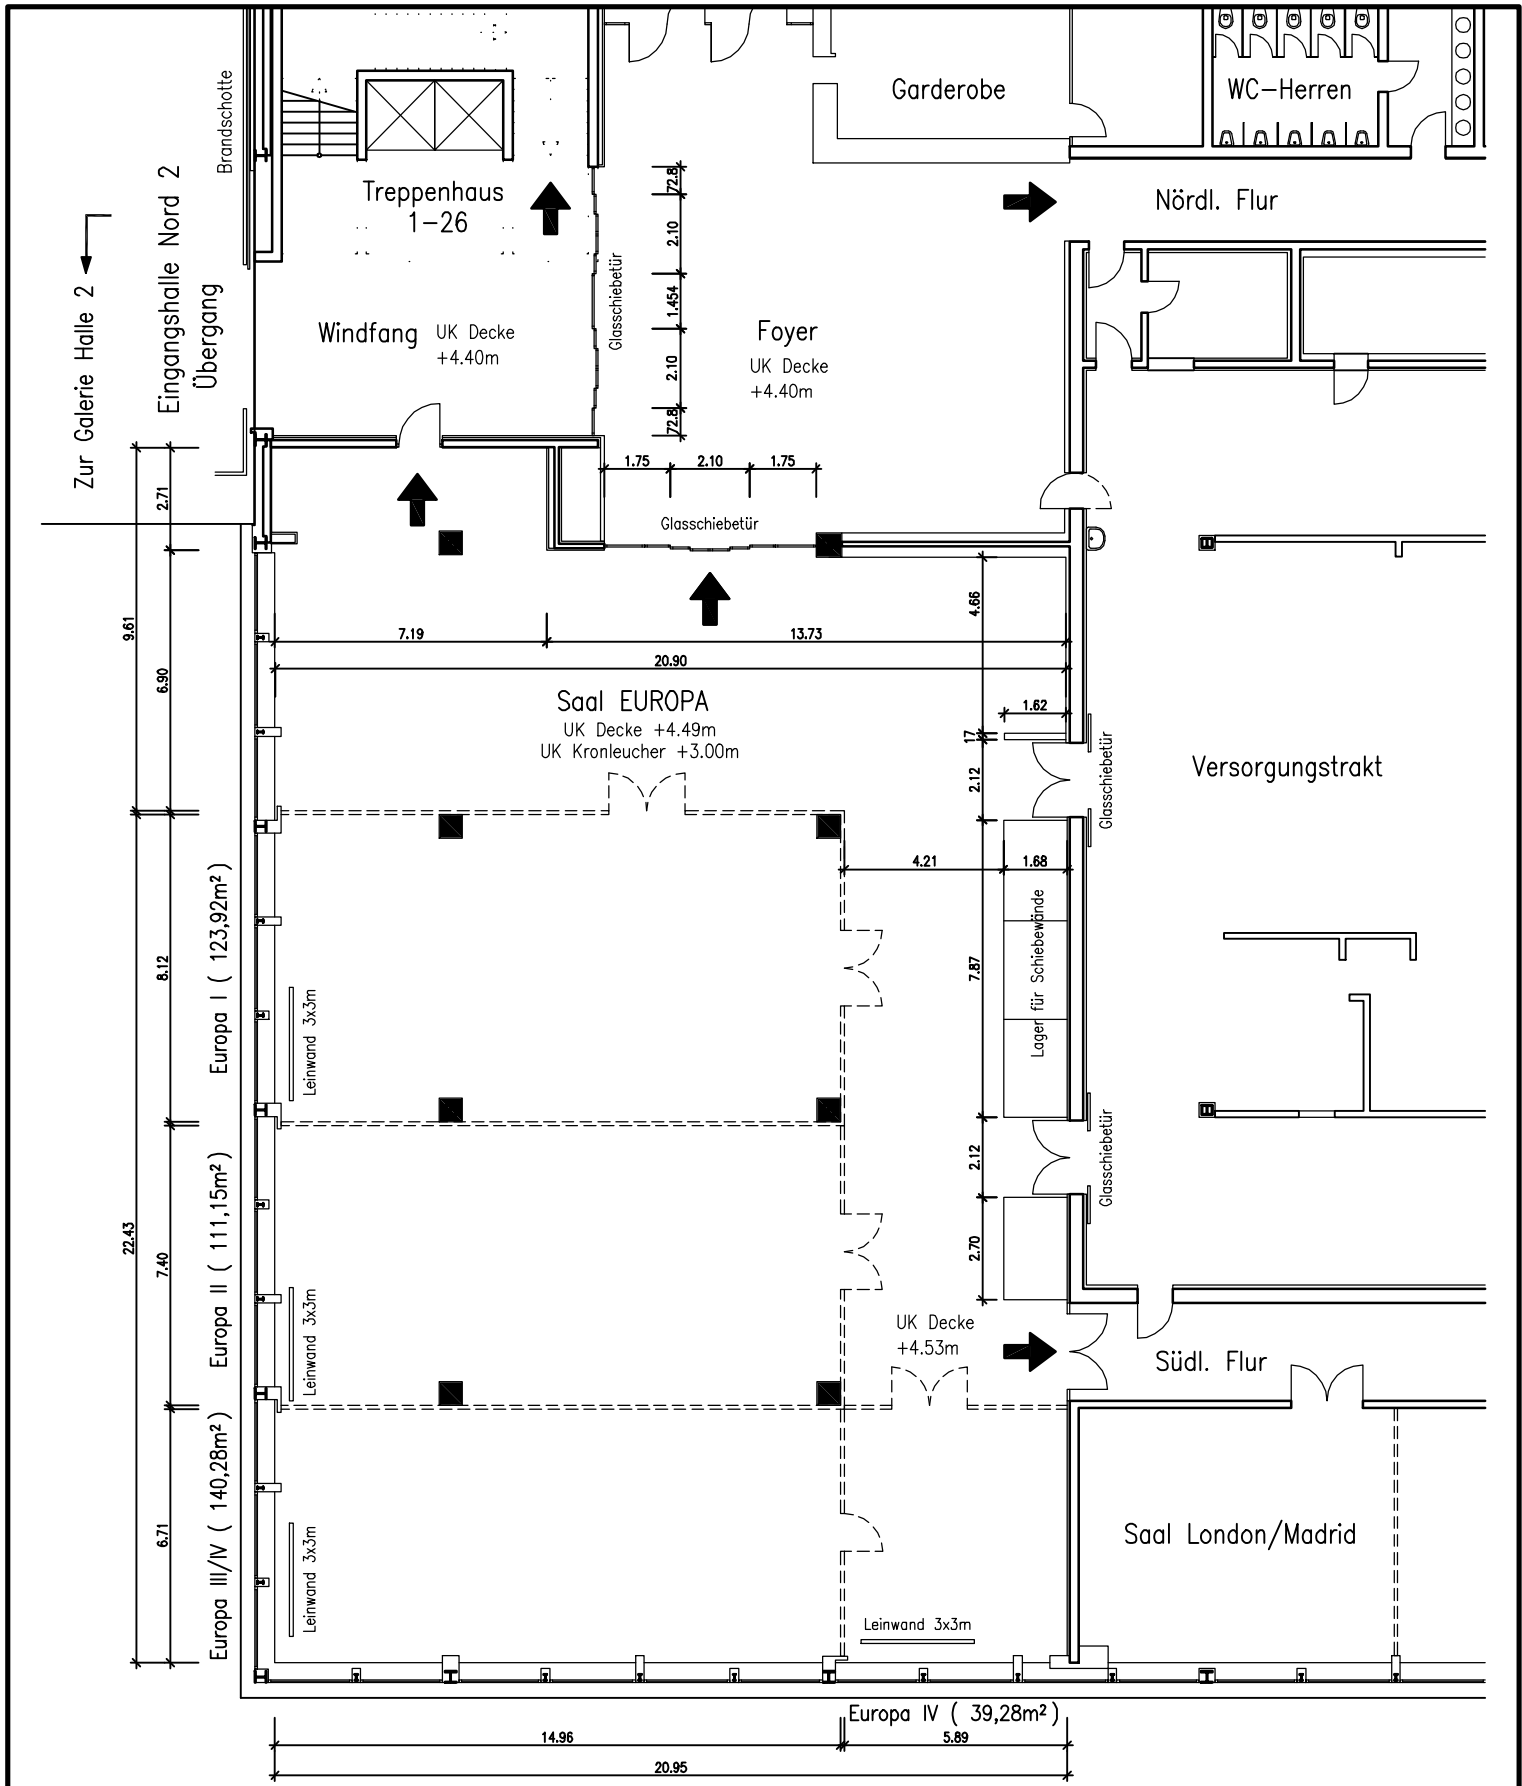 Garderobe
WC-Herren
Brandschotte
Treppenhaus
1-26
Nördl. Flur
Zur Galerie Halle 2
Eingangshalle Nord 2
Übergang
Windfang
UK Decke
+4.40m
Glasschiebetür
72.8
2.10
1.454
2.10
72.8
Foyer
UK Decke
+4.40m
1.75
2.10
1.75
Glasschiebetür
2.71
9.61
6.90
7.19
13.73
20.90
4.66
Saal EUROPA
UK Decke +4.49m
UK Kronleucher +3.00m
1.62
17
2.12
Glasschiebetür
Versorgungstrakt
4.21
1.68
Europa I ( 123,92m²)
8.12
Leinwand 3x3m
7.87
Lager für Schiebewände
2.12
Glasschiebetür
22.43
Europa II ( 111,15m²)
7.40
Leinwand 3x3m
2.70
UK Decke
+4.53m
Südl. Flur
Europa III/IV ( 140,28m²)
6.71
Leinwand 3x3m
Saal London/Madrid
Leinwand 3x3m
Europa IV ( 39,28m²)
14.96
5.89
20.95